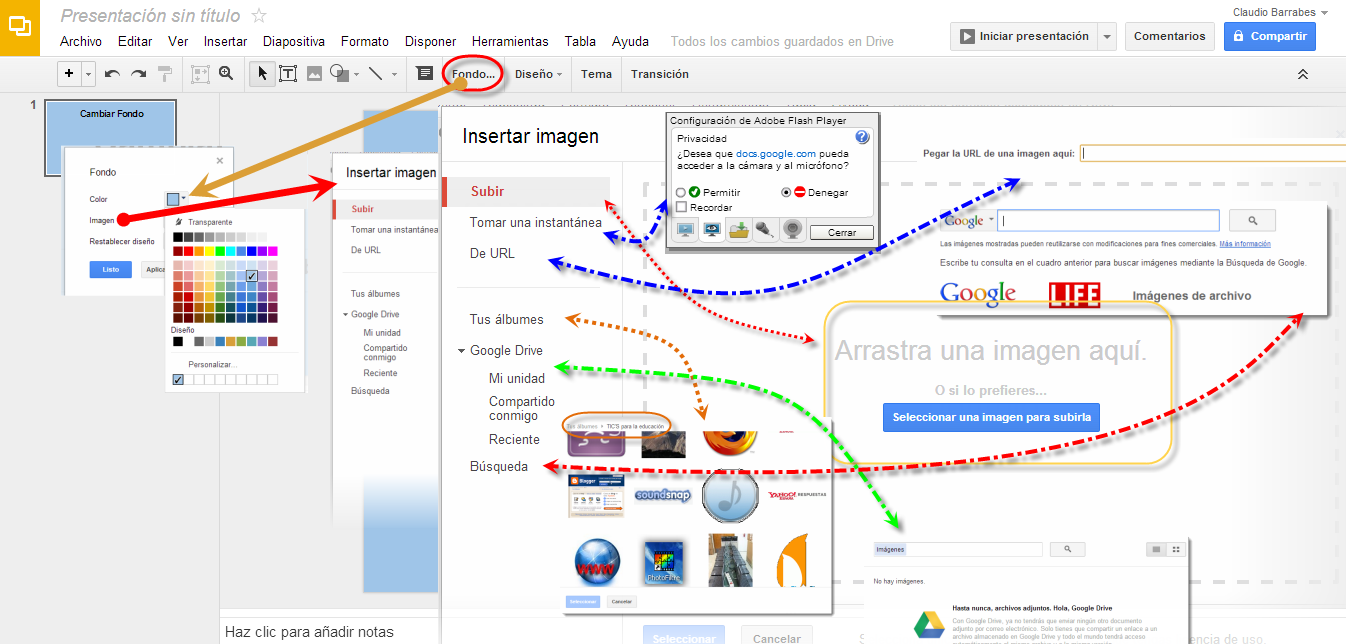 Presentación sin título
Claudio Barrabes
Archivo Editar Ver Insertar Diapositiva Formato Disponer Herramientas Tabla Ayuda Todos los cambios guardados en Drive
Iniciar presentación
Comentarios
Compartir
Fondo... Diseño Tema Transición
1
Cambiar Fondo
Fondo
Color
Imagen
Restablecer diseño
Listo
Aplica
Transparente
Diseño
Personalizar...
Insertar imagen
Subir
Tomar una instantánea
De URL
Tus álbumes
Google Drive
Mi unidad
Compartido
conmigo
Reciente
Búsqueda
Insertar imagen
Subir
Tomar una instantánea
De URL
Tus álbumes
Google Drive
Mi unidad
Compartido
conmigo
Reciente
Búsqueda
Configuración de Adobe Flash Player
Privacidad
¿Desea que docs.google.com pueda
acceder a la cámara y al micrófono?
Permitir Denegar
Recordar
Cerrar
Pegar la URL de una imagen aquí:
Google
Las imágenes mostradas pueden reutilizarse con modificaciones para fines comerciales. Más información
Escribe tu consulta en el cuadro anterior para buscar imágenes mediante la Búsqueda de Google.
Google LIFE Imágenes de archivo
Arrastra una imagen aquí.
O si lo prefieres...
Seleccionar una imagen para subirla
Tus álbumes › TIC'S para la educación
Blogger
soundsnap
YAHOO! RESPUESTAS
WWW
PhotoFiltre
Seleccionar Cancelar
Imágenes
No hay imágenes.
Hasta nunca, archivos adjuntos. Hola, Google Drive
Con Google Drive, ya no tendrás que enviar ningún otro documento
adjunto por correo electrónico. Solo tienes que compartir un enlace a un
archivo almacenado en Google Drive y todo el mundo tendrá acceso
Haz clic para añadir notas
Seleccionar Cancelar